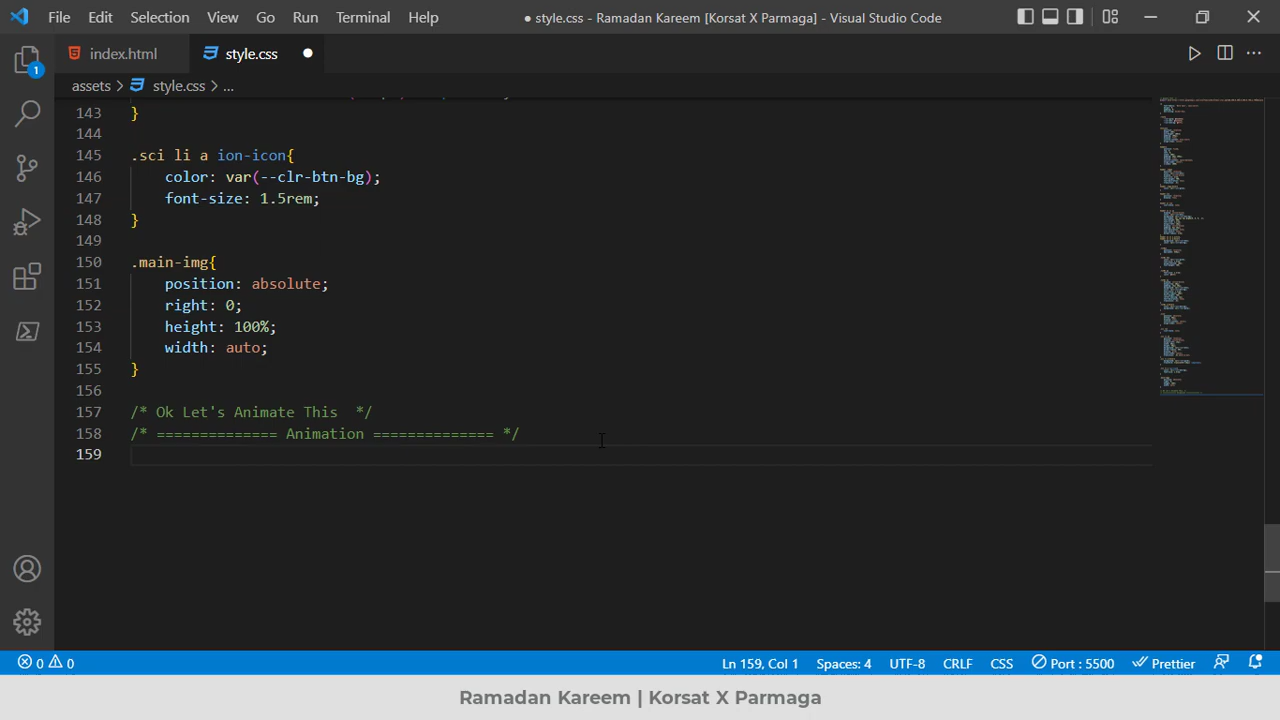 File Edit Selection View Go Run Terminal Help ● style.css - Ramadan Kareem [Korsat X Parmaga] - Visual Studio Code
index.html style.css ●
assets > style.css > ...
1
143 }
144
145 .sci li a ion-icon{
146 color: var(--clr-btn-bg);
147 font-size: 1.5rem;
148 }
149
150 .main-img{
151 position: absolute;
152 right: 0;
153 height: 100%;
154 width: auto;
155 }
156
157 /* Ok Let's Animate This  */
158 /* ============== Animation ============== */
159
0 0 Ln 159, Col 1 Spaces: 4 UTF-8 CRLF CSS Port : 5500 Prettier
Ramadan Kareem | Korsat X Parmaga